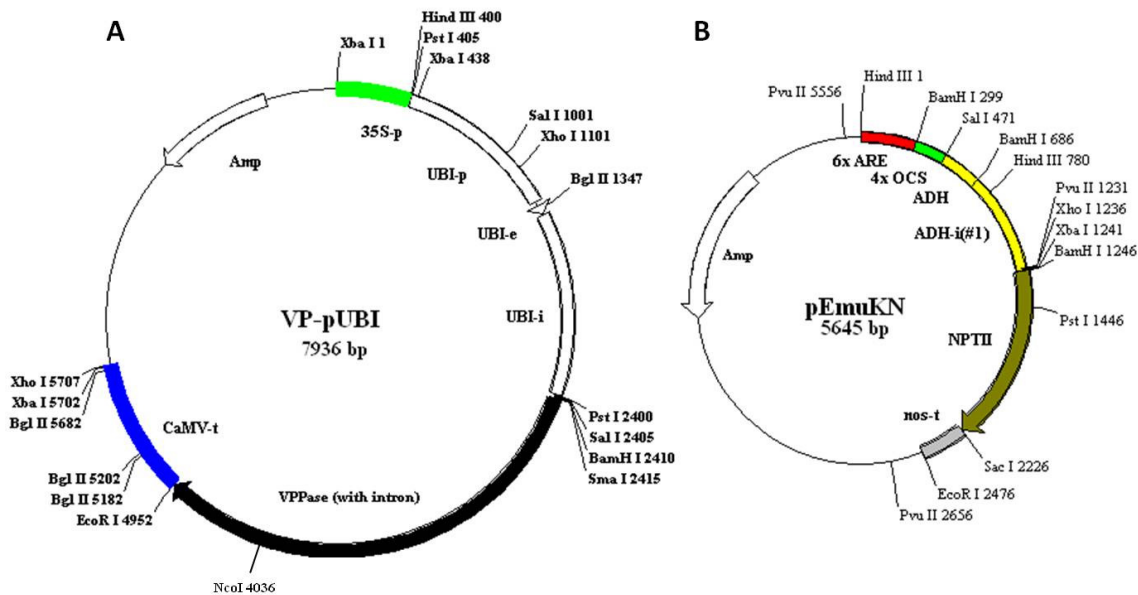 A
Xba I 1
Hind III 400
Pst I 405
Xba I 438
35S-p
Sal I 1001
Xho I 1101
UBI-p
Bgl II 1347
UBI-e
UBI-i
Amp
VP-pUBI
7936 bp
Pst I 2400
Sal I 2405
BamH I 2410
Sma I 2415
VPPase (with intron)
NcoI 4036
EcoR I 4952
Bgl II 5182
Bgl II 5202
CaMV-t
Bgl II 5682
Xba I 5702
Xho I 5707
B
Pvu II 5556
Hind III 1
BamH I 299
Sal I 471
BamH I 686
Hind III 780
6x ARE
4x OCS
ADH
ADH-i(#1)
Pvu II 1231
Xho I 1236
Xba I 1241
BamH I 1246
Amp
pEmuKN
5645 bp
Pst I 1446
NPTII
nos-t
Sac I 2226
EcoR I 2476
Pvu II 2656